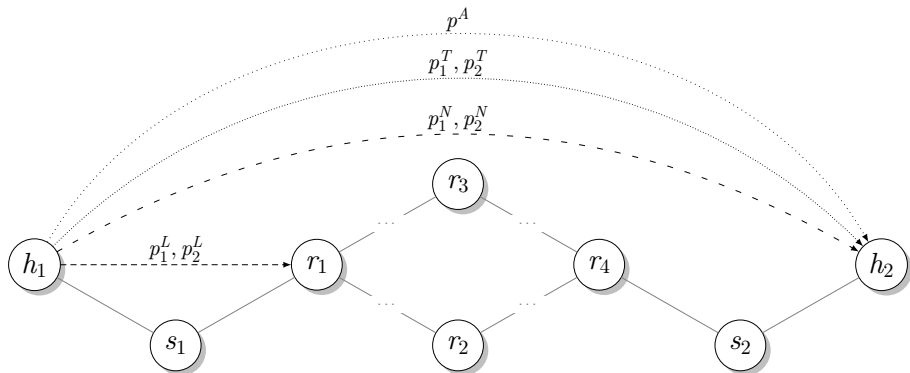 p^A
p_1^T, p_2^T
p_1^N, p_2^N
r_3
... ...
p_1^L, p_2^L
h_1 r_1 r_4 h_2
... ...
s_1 r_2 s_2